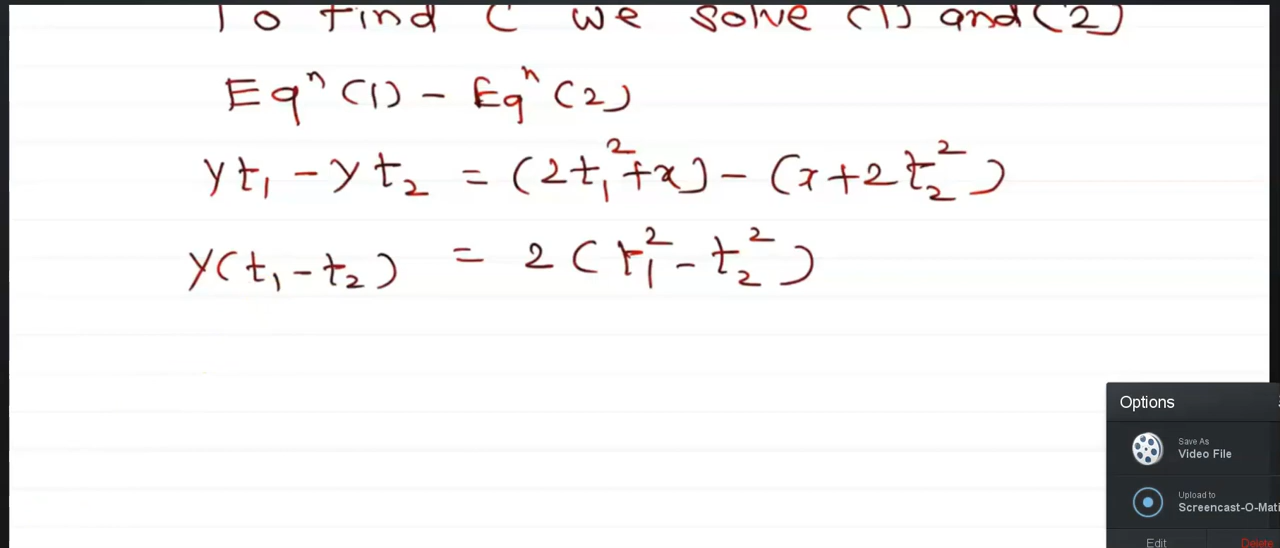 To find C we solve (1) and (2)
Eqⁿ (1) - Eqⁿ (2)
yt₁ - yt₂ = (2t₁²+x) - (x+2t₂²)
y(t₁-t₂) = 2(t₁²-t₂²)
Options
Save As
Video File
Upload to
Screencast-O-Mati
Edit
Delete